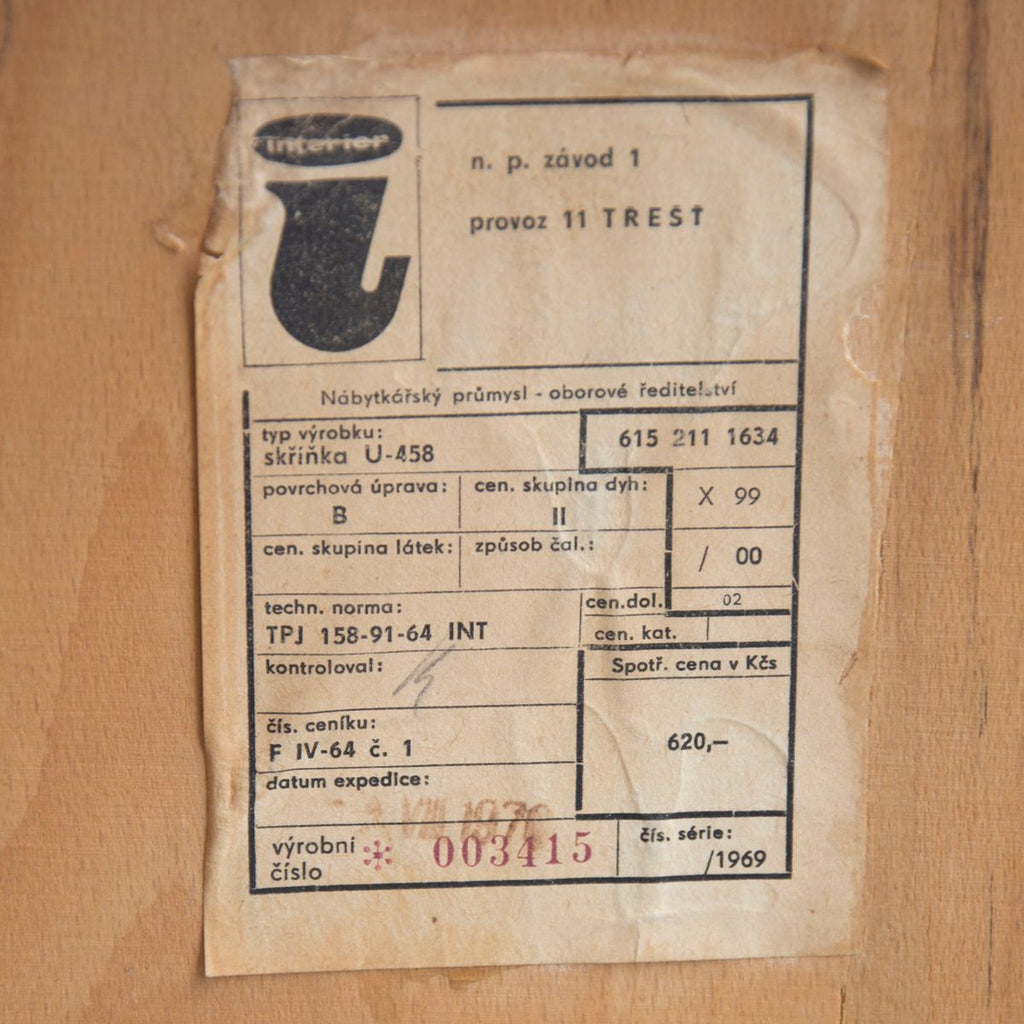 interier
n. p. závod 1
provoz 11 TŘEŠŤ
Nábytkářský průmysl - oborové ředitelství
typ výrobku:
skříňka U-458
615 211 1634
povrchová úprava:
B
cen. skupina dyh:
II
X 99
cen. skupina látek:
způsob čal.:
/ 00
techn. norma:
TPJ 158-91-64 INT
cen.dol.
02
cen. kat.
kontroloval:
Spotř. cena v Kčs
620,—
čís. ceníku:
F IV-64 č. 1
datum expedice:
VIII 1970
výrobní
číslo
* 003415
čís. série:
/1969